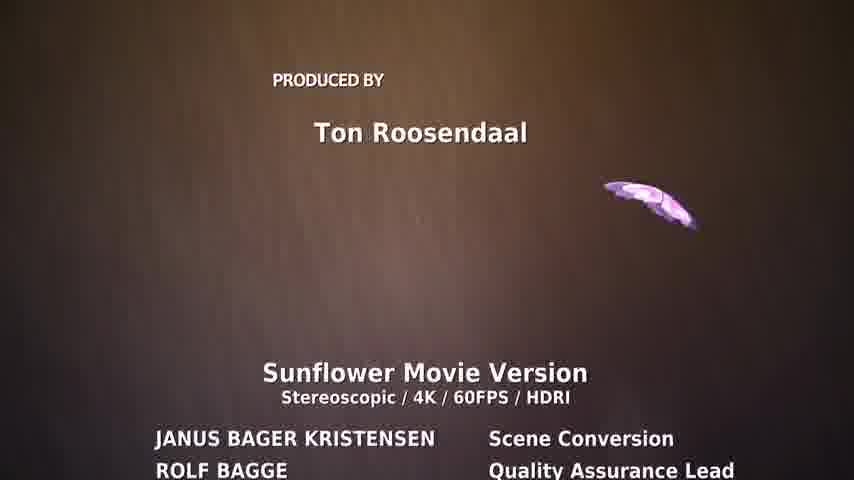 PRODUCED BY
Ton Roosendaal
Sunflower Movie Version
Stereoscopic / 4K / 60FPS / HDRI
JANUS BAGER KRISTENSEN Scene Conversion
ROLF BAGGE Quality Assurance Lead